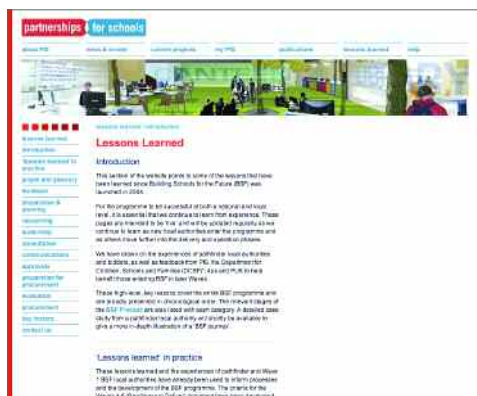 partnerships for schools
about PfS news & events current projects my PfS publications lessons learned help
lessons learned introduction
Lessons Learned
lessons learned
introduction
'lessons learned' in
practice
Introduction
This section of the website points to some of the lessons that have
been learned since Building Schools for the Future (BSF) was
launched in 2004.
planning
resourcing
leadership
consultation
communications
approvals
preparation for
procurement
evaluation
procurement
key factors
contact us
For the programme to be successful at both a national and local
level, it is essential that we continue to learn from experience. These
pages are intended to be 'live' and will be updated regularly as we
continue to learn as new local authorities enter the programme and
as others move further into the delivery and operation phases.
We have drawn on the experiences of pathfinder local authorities
and bidders, as well as feedback from PfS, the Department for
Children, Schools and Families (DCSF), 4ps and PUK to help
benefit those entering BSF in later Waves.
These high-level, key lessons cover the entire BSF programme and
are broadly presented in chronological order. The relevant stages of
the BSF Process are also listed with each category. A detailed case
study from a pathfinder local authority will shortly be available to
give a more in-depth illustration of a 'BSF journey'.
'Lessons learned' in practice
These lessons learned and the experiences of pathfinder and Wave
1 BSF local authorities have already been used to inform processes
and the development of the BSF programme. The criteria for the